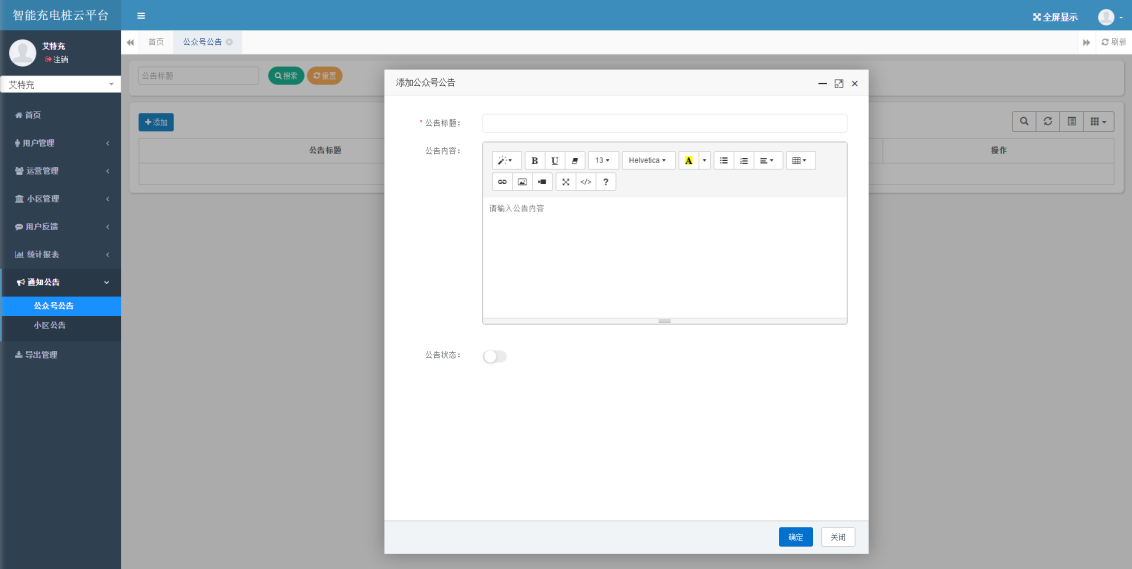 智能充电桩云平台
全屏显示
艾特充
注销
首页
公众号公告
刷新
艾特充
公告标题
搜索
重置
首页
用户管理
运营管理
小区管理
用户反馈
统计报表
通知公告
公众号公告
小区公告
导出管理
添加
公告标题
操作
添加公众号公告
* 公告标题：
公告内容：
B U 13 Helvetica A
</> ?
请输入公告内容
公告状态：
确定
关闭